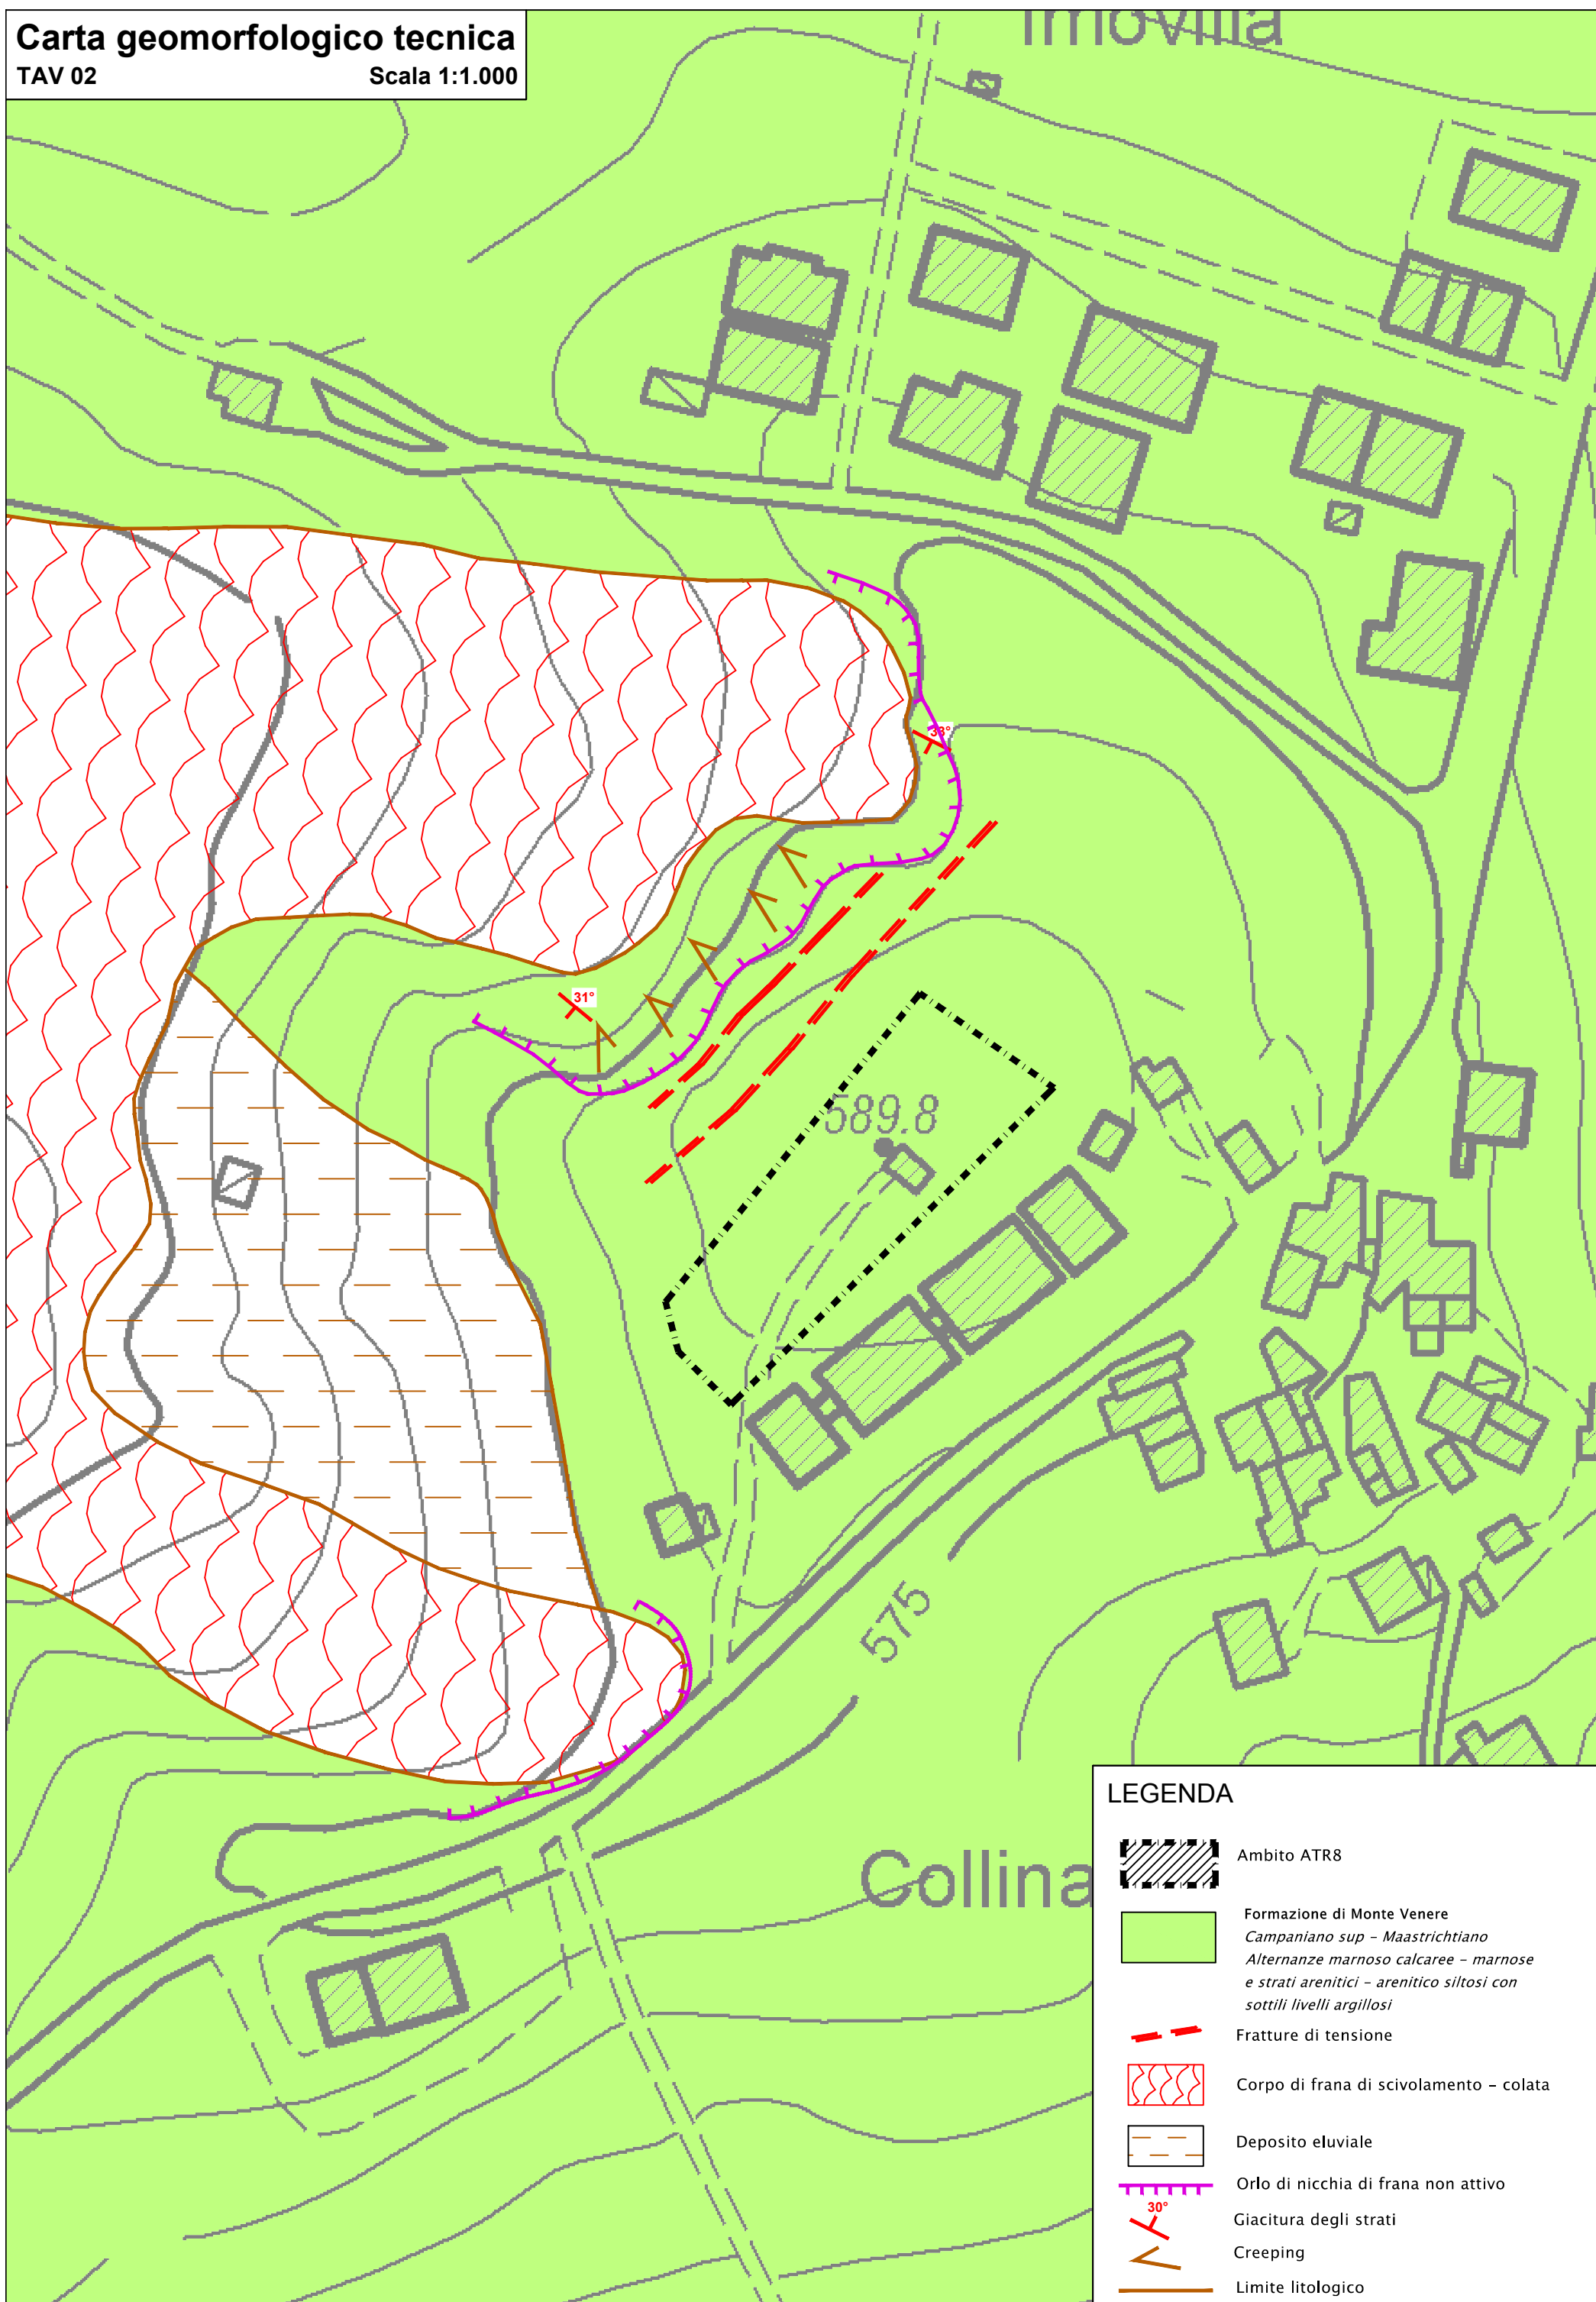 Carta geomorfologico tecnica
TAV 02 Scala 1:1.000
Imovilla
33°
31°
589.8
575
Collina
LEGENDA
Ambito ATR8
Formazione di Monte Venere
Campaniano sup - Maastrichtiano
Alternanze marnoso calcaree - marnose
e strati arenitici - arenitico siltosi con
sottili livelli argillosi
Fratture di tensione
Corpo di frana di scivolamento - colata
Deposito eluviale
Orlo di nicchia di frana non attivo
30°
Giacitura degli strati
Creeping
Limite litologico